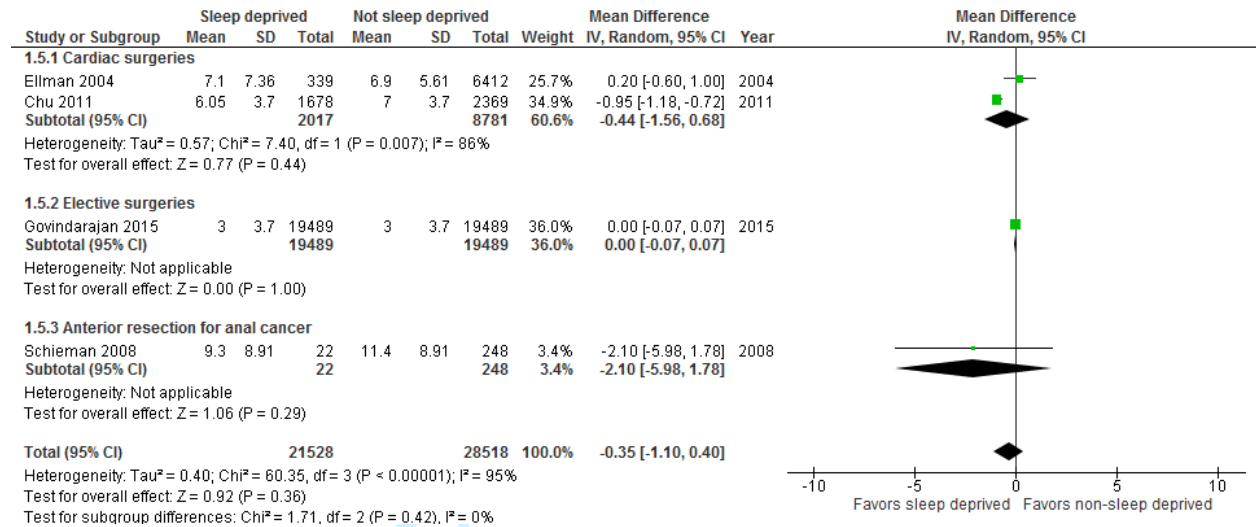 Sleep deprived Not sleep deprived Mean Difference Mean Difference
Study or Subgroup Mean SD Total Mean SD Total Weight IV, Random, 95% CI Year IV, Random, 95% CI
1.5.1 Cardiac surgeries
Ellman 2004 7.1 7.36 339 6.9 5.61 6412 25.7% 0.20 [-0.60, 1.00] 2004
Chu 2011 6.05 3.7 1678 7 3.7 2369 34.9% -0.95 [-1.18, -0.72] 2011
Subtotal (95% CI) 2017 8781 60.6% -0.44 [-1.56, 0.68]
Heterogeneity: Tau² = 0.57; Chi² = 7.40, df = 1 (P = 0.007); I² = 86%
Test for overall effect: Z = 0.77 (P = 0.44)
1.5.2 Elective surgeries
Govindarajan 2015 3 3.7 19489 3 3.7 19489 36.0% 0.00 [-0.07, 0.07] 2015
Subtotal (95% CI) 19489 19489 36.0% 0.00 [-0.07, 0.07]
Heterogeneity: Not applicable
Test for overall effect: Z = 0.00 (P = 1.00)
1.5.3 Anterior resection for anal cancer
Schieman 2008 9.3 8.91 22 11.4 8.91 248 3.4% -2.10 [-5.98, 1.78] 2008
Subtotal (95% CI) 22 248 3.4% -2.10 [-5.98, 1.78]
Heterogeneity: Not applicable
Test for overall effect: Z = 1.06 (P = 0.29)
Total (95% CI) 21528 28518 100.0% -0.35 [-1.10, 0.40]
Heterogeneity: Tau² = 0.40; Chi² = 60.35, df = 3 (P < 0.00001); I² = 95%
Test for overall effect: Z = 0.92 (P = 0.36)
Test for subgroup differences: Chi² = 1.71, df = 2 (P = 0.42), I² = 0%
-10 -5 0 5 10
Favors sleep deprived Favors non-sleep deprived